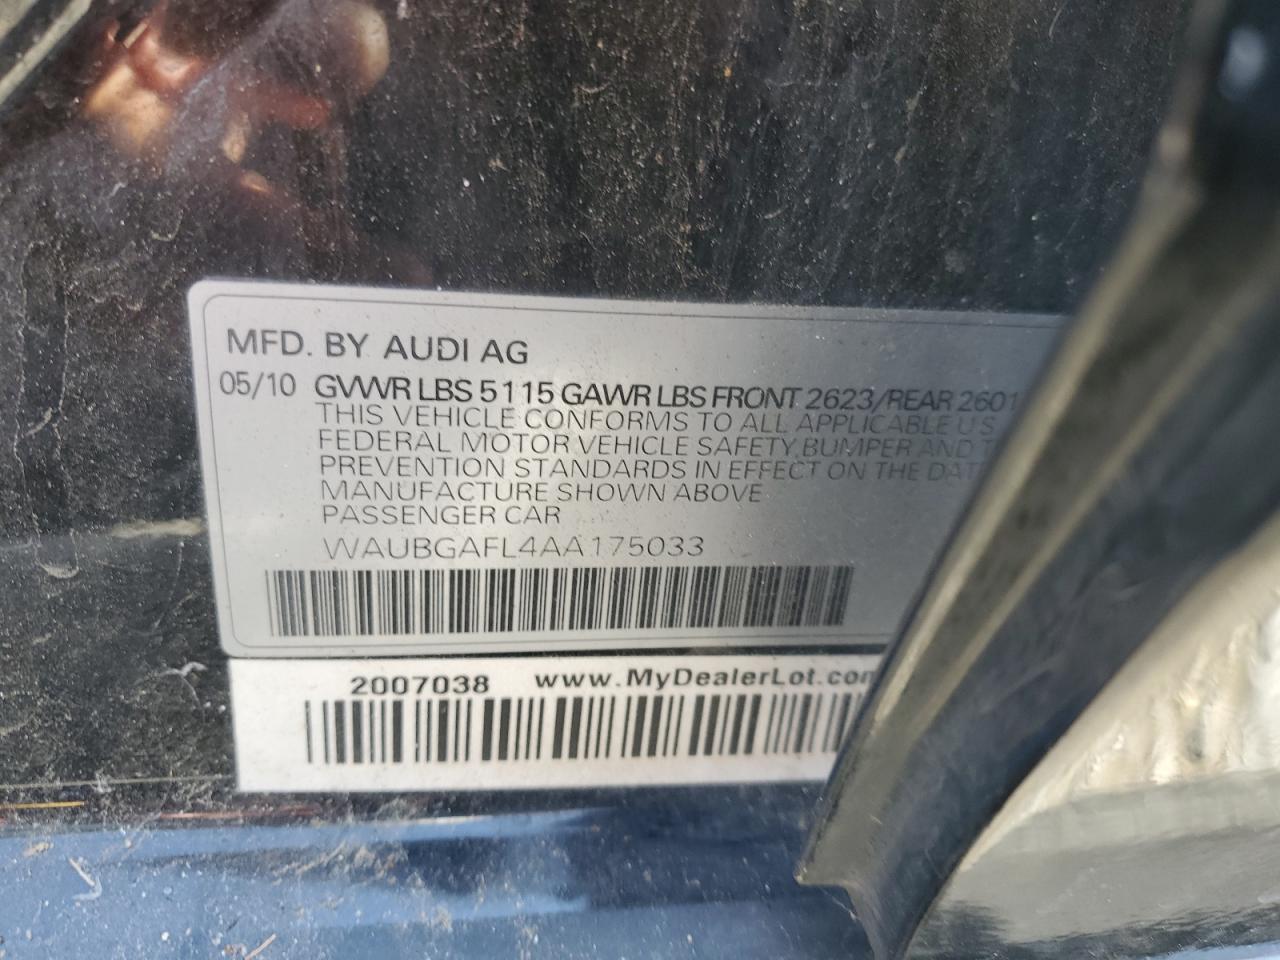 MFD. BY AUDI AG
05/10 GVWR LBS 5115 GAWR LBS FRONT 2623/REAR 2601
THIS VEHICLE CONFORMS TO ALL APPLICABLE U.S
FEDERAL MOTOR VEHICLE SAFETY, BUMPER AND
PREVENTION STANDARDS IN EFFECT ON THE DAT
MANUFACTURE SHOWN ABOVE
PASSENGER CAR
WAUBGAFL4AA175033
2007038 www.MyDealerLot.com